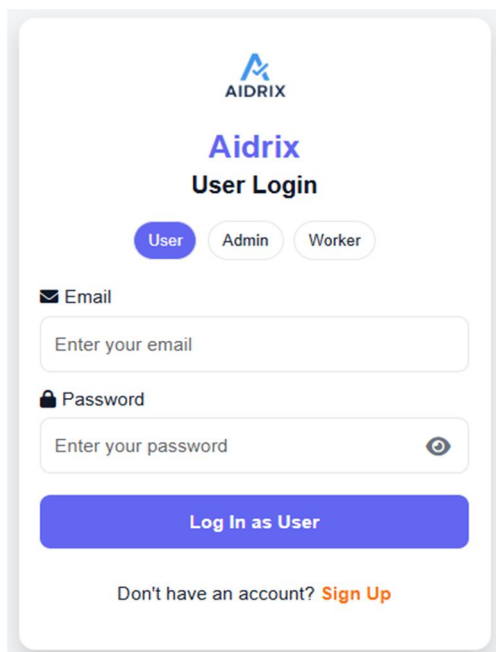 AIDRIX
Aidrix
User Login
User Admin Worker
Email
Enter your email
Password
Enter your password
Log In as User
Don't have an account? Sign Up